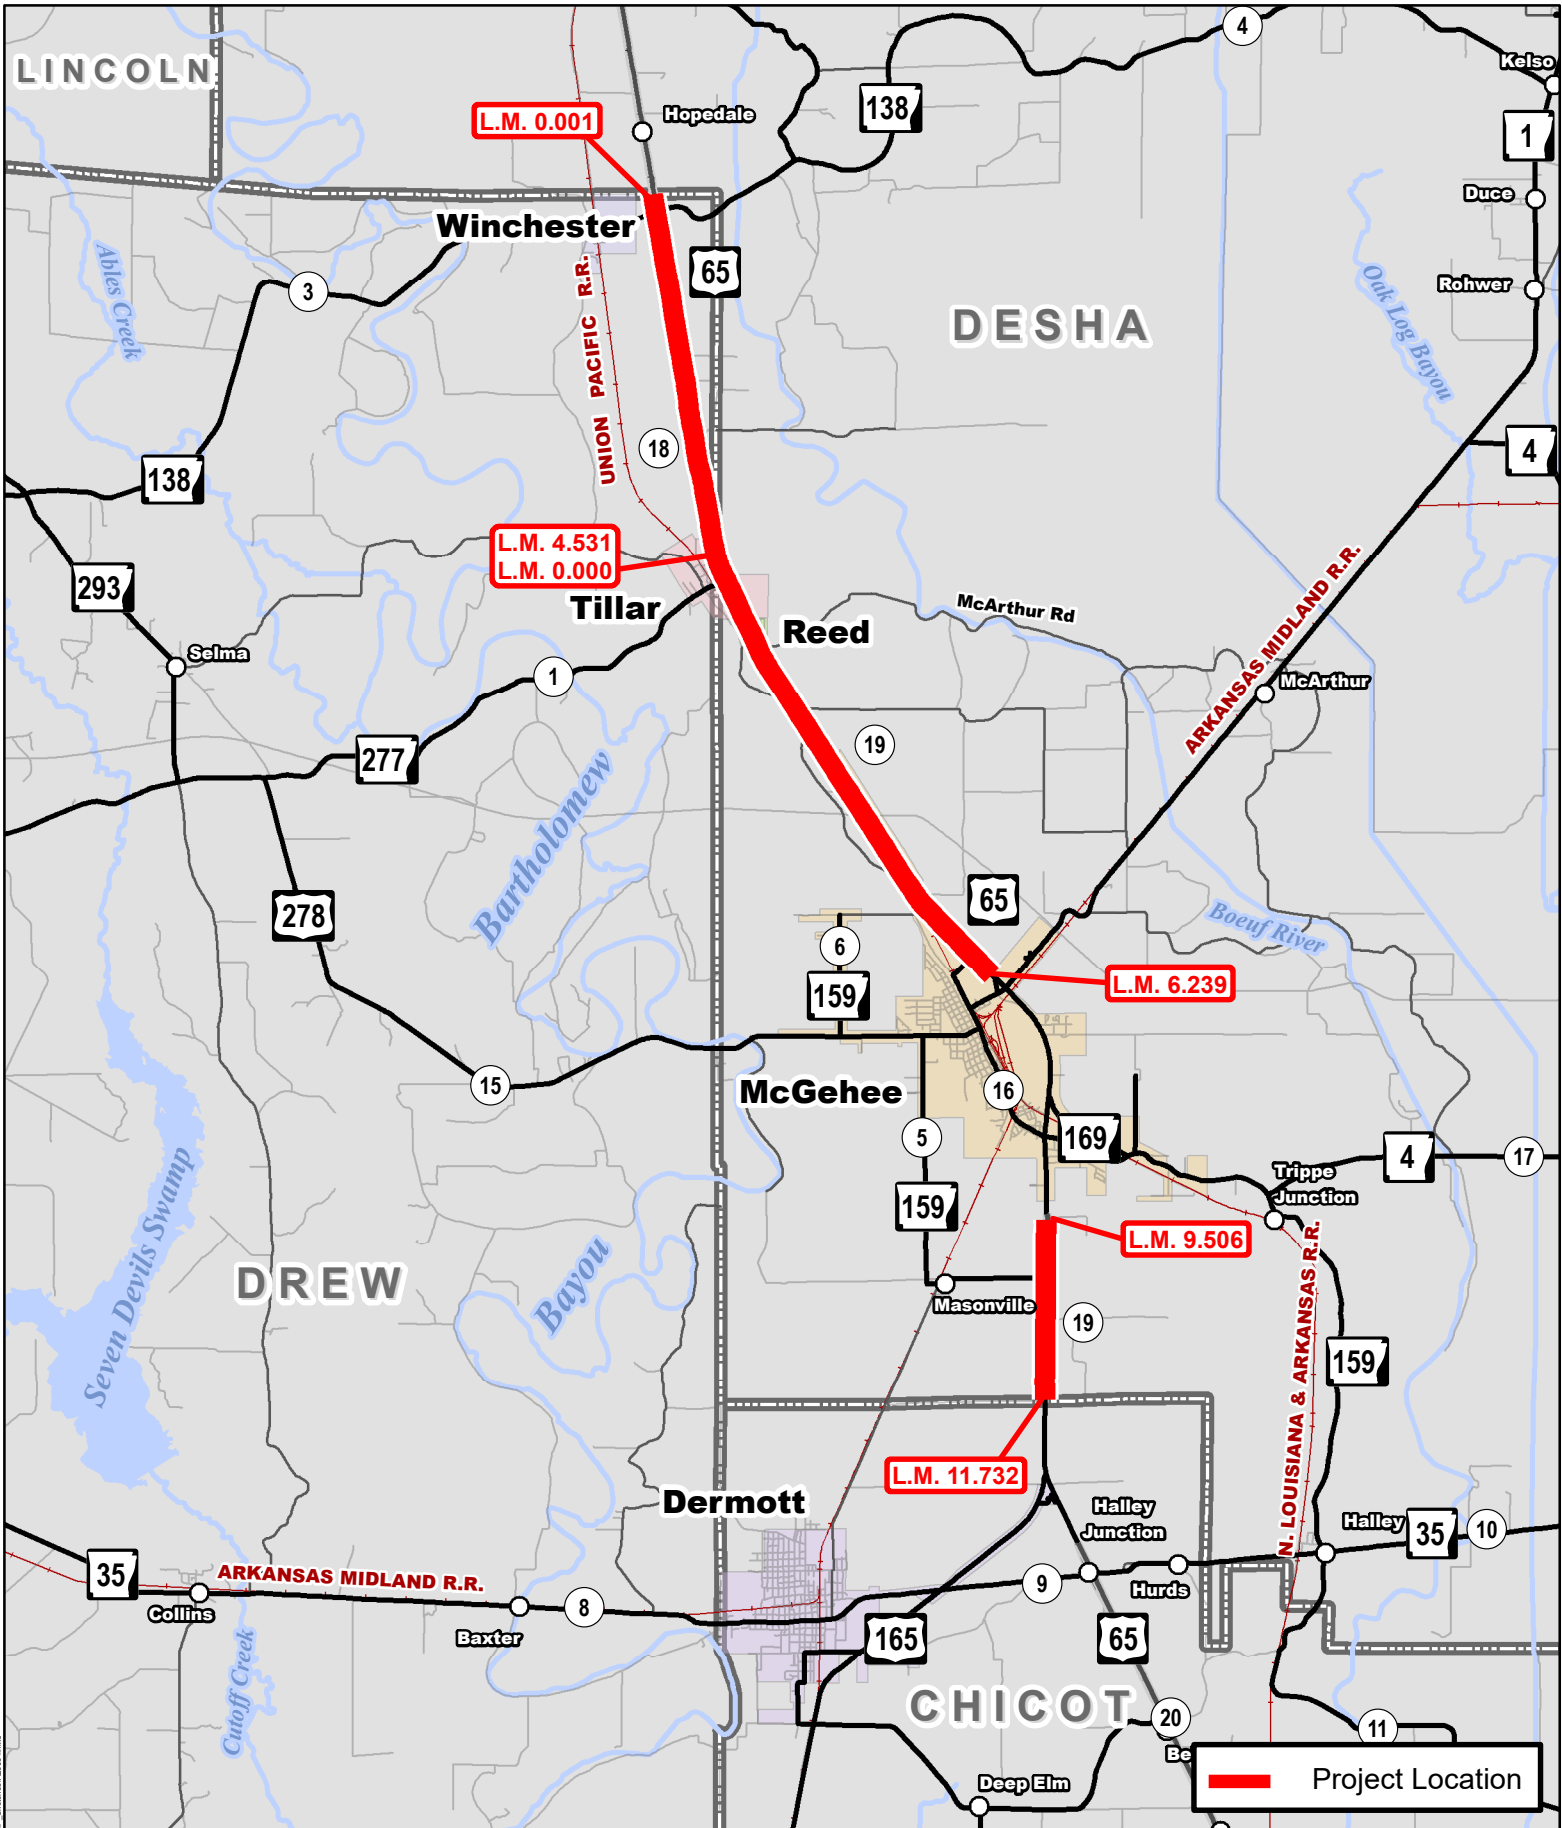 4
LINCOLN
Kelso
L.M. 0.001
Hopedale
138
1
Duce
Winchester
65
Ables Creek
3
UNION PACIFIC R.R.
Oak Log Bayou
Rohwer
DESHA
18
4
138
L.M. 4.531
L.M. 0.000
293
Tillar
Reed
McArthur Rd
ARKANSAS MIDLAND R.R.
Selma
1
McArthur
277
19
Bartholomew
278
65
Boeuf River
6
159
L.M. 6.239
15
McGehee
16
5
169
4
17
Trippe
Junction
159
L.M. 9.506
Seven Devils Swamp
DREW
Bayou
Masonville
19
N. LOUISIANA & ARKANSAS R.R.
159
L.M. 11.732
Dermott
Halley
Junction
Halley
35
10
35
ARKANSAS MIDLAND R.R.
Collins
8
Baxter
9
Hurds
165
65
Cutoff Creek
CHICOT
20
11
Be
Deep Elm
Project Location